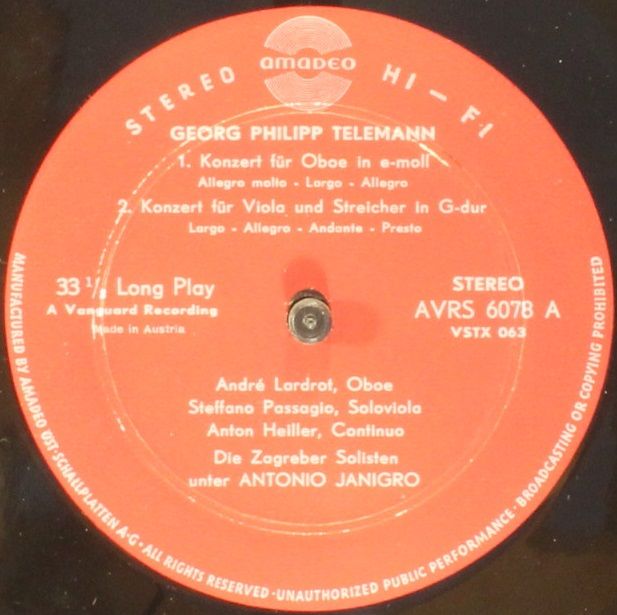 STEREO amadeo HI-FI
GEORG PHILIPP TELEMANN
1. Konzert für Oboe in e-moll
Allegro molto - Largo - Allegro
2. Konzert für Viola und Streicher in G-dur
Largo - Allegro - Andante - Presto
33 1/3 Long Play
A Vanguard Recording
Made in Austria
STEREO
AVRS 6078 A
VSTX 063
André Lardrot, Oboe
Steffano Passagio, Soloviola
Anton Heiller, Continuo
Die Zagreber Solisten
unter ANTONIO JANIGRO
MANUFACTURED BY AMADEO ÖST. SCHALLPLATTEN A·G · ALL RIGHTS RESERVED · UNAUTHORIZED PUBLIC PERFORMANCE · BROADCASTING OR COPYING PROHIBITED